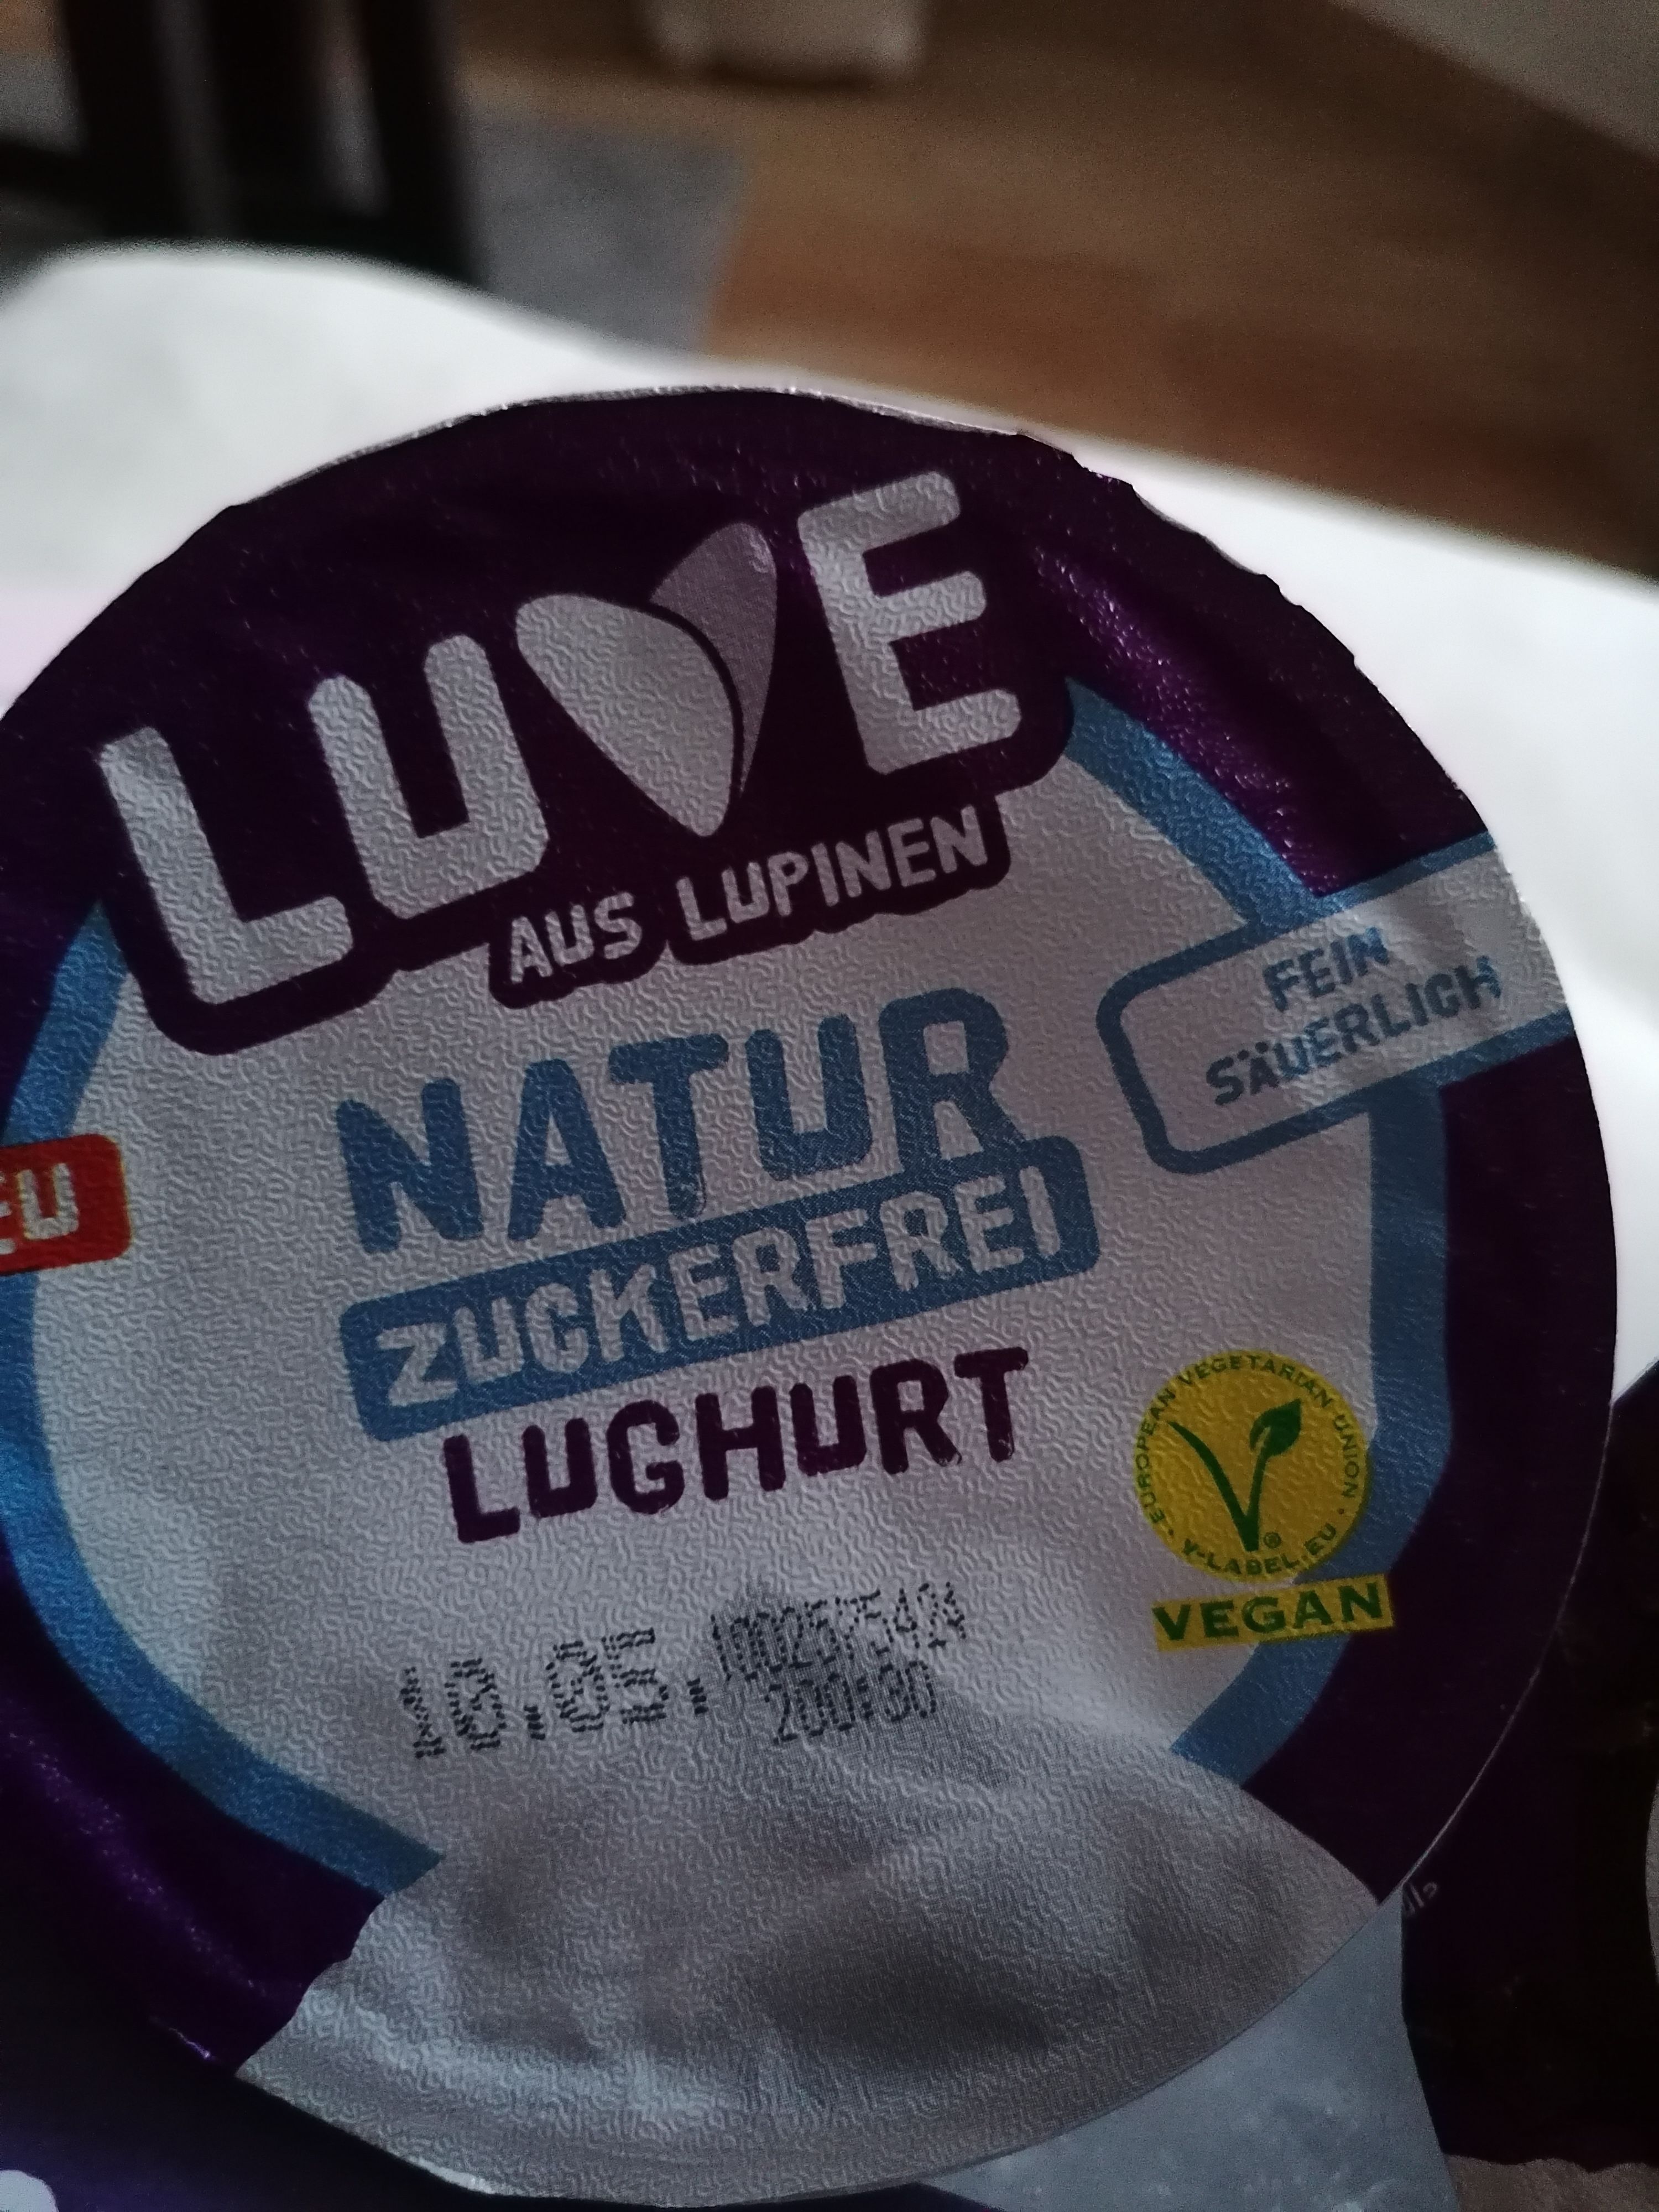 LUVE
AUS LUPINEN
FEIN
SÄUERLICH
NATUR
ZUCKERFREI
LUGHURT
EUROPEAN VEGETARIAN UNION
V-LABEL.EU
VEGAN
10.05.